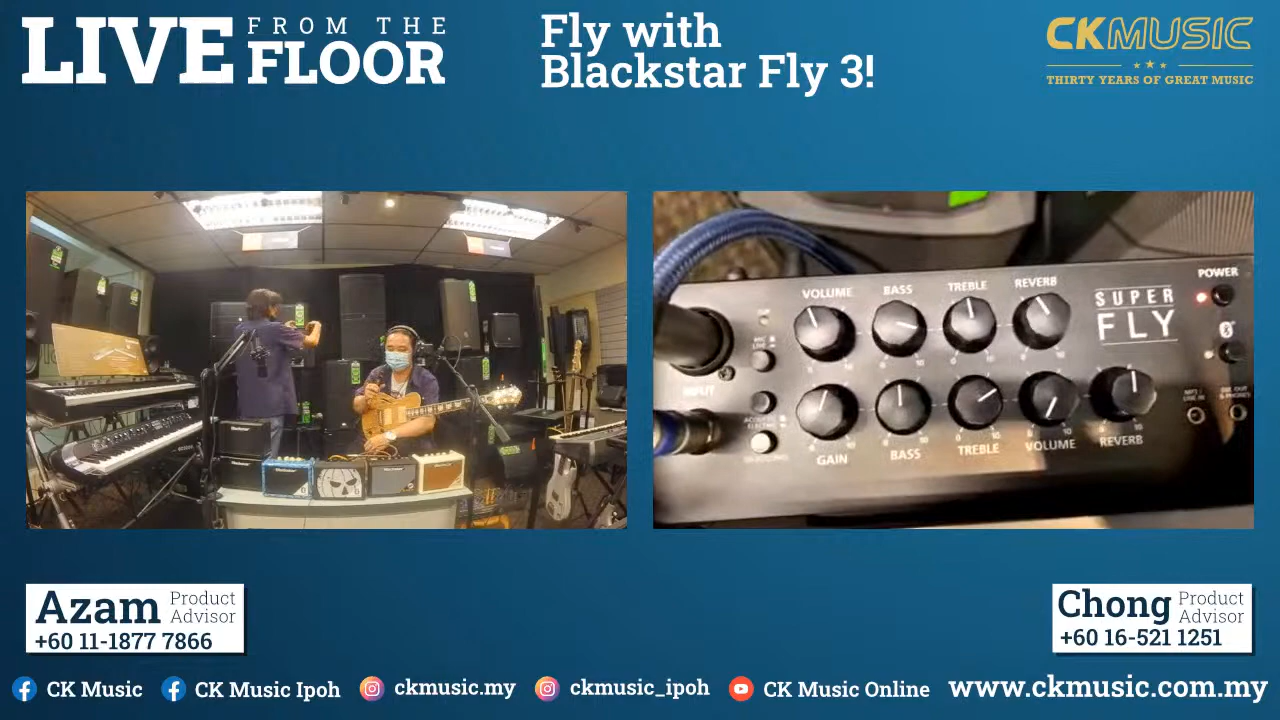 LIVE FROM THE
FLOOR
Fly with
Blackstar Fly 3!
CKMUSIC
THIRTY YEARS OF GREAT MUSIC
VOLUME BASS TREBLE REVERB
SUPER
FLY
POWER
INPUT
GAIN BASS TREBLE VOLUME REVERB
Azam Product
Advisor
+60 11-1877 7866
Chong Product
Advisor
+60 16-521 1251
CK Music CK Music Ipoh ckmusic.my ckmusic_ipoh CK Music Online www.ckmusic.com.my